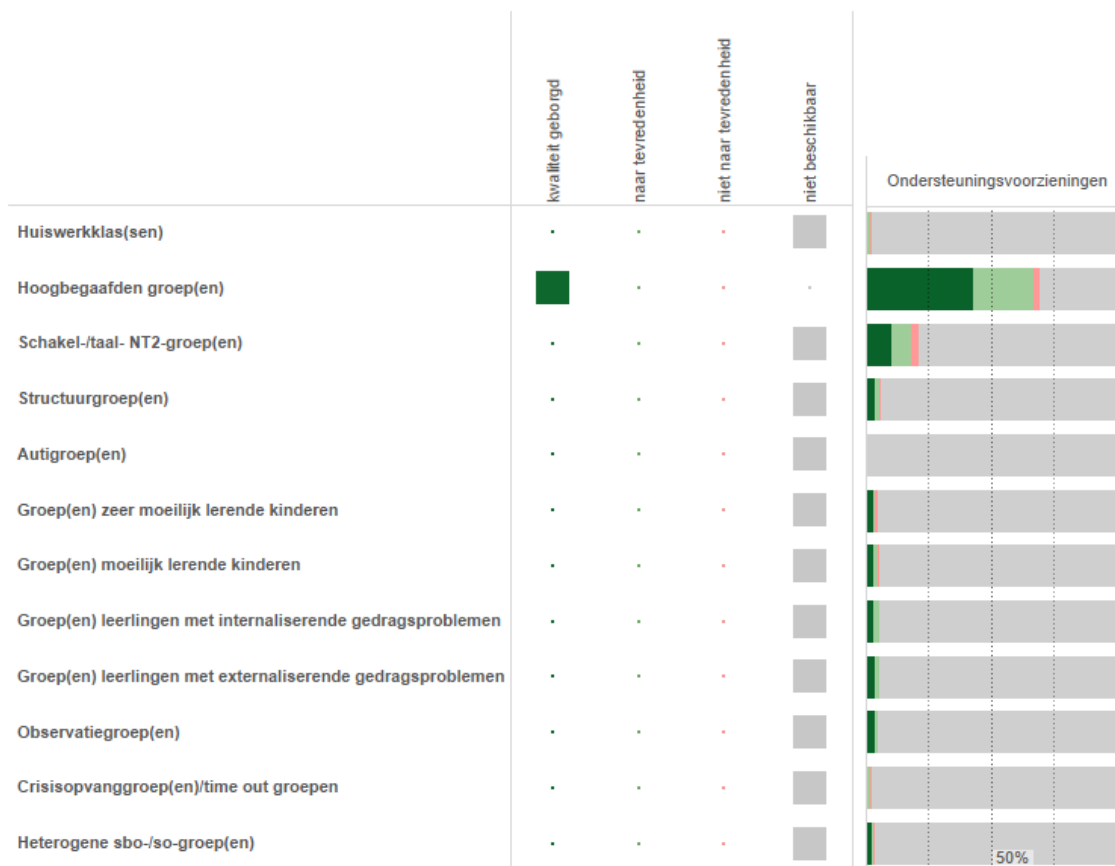 kwaliteit geborgd
naar tevredenheid
niet naar tevredenheid
niet beschikbaar
Ondersteuningsvoorzieningen
Huiswerkklas(sen)
Hoogbegaafden groep(en)
Schakel-/taal- NT2-groep(en)
Structuurgroep(en)
Autigroep(en)
Groep(en) zeer moeilijk lerende kinderen
Groep(en) moeilijk lerende kinderen
Groep(en) leerlingen met internaliserende gedragsproblemen
Groep(en) leerlingen met externaliserende gedragsproblemen
Observatiegroep(en)
Crisisopvanggroep(en)/time out groepen
Heterogene sbo-/so-groep(en)
50%